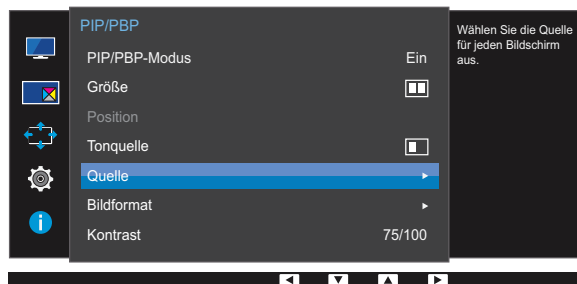 PIP/PBP
PIP/PBP-Modus Ein
Größe
Position
Tonquelle
Quelle
Bildformat
Kontrast 75/100
Wählen Sie die Quelle
für jeden Bildschirm
aus.